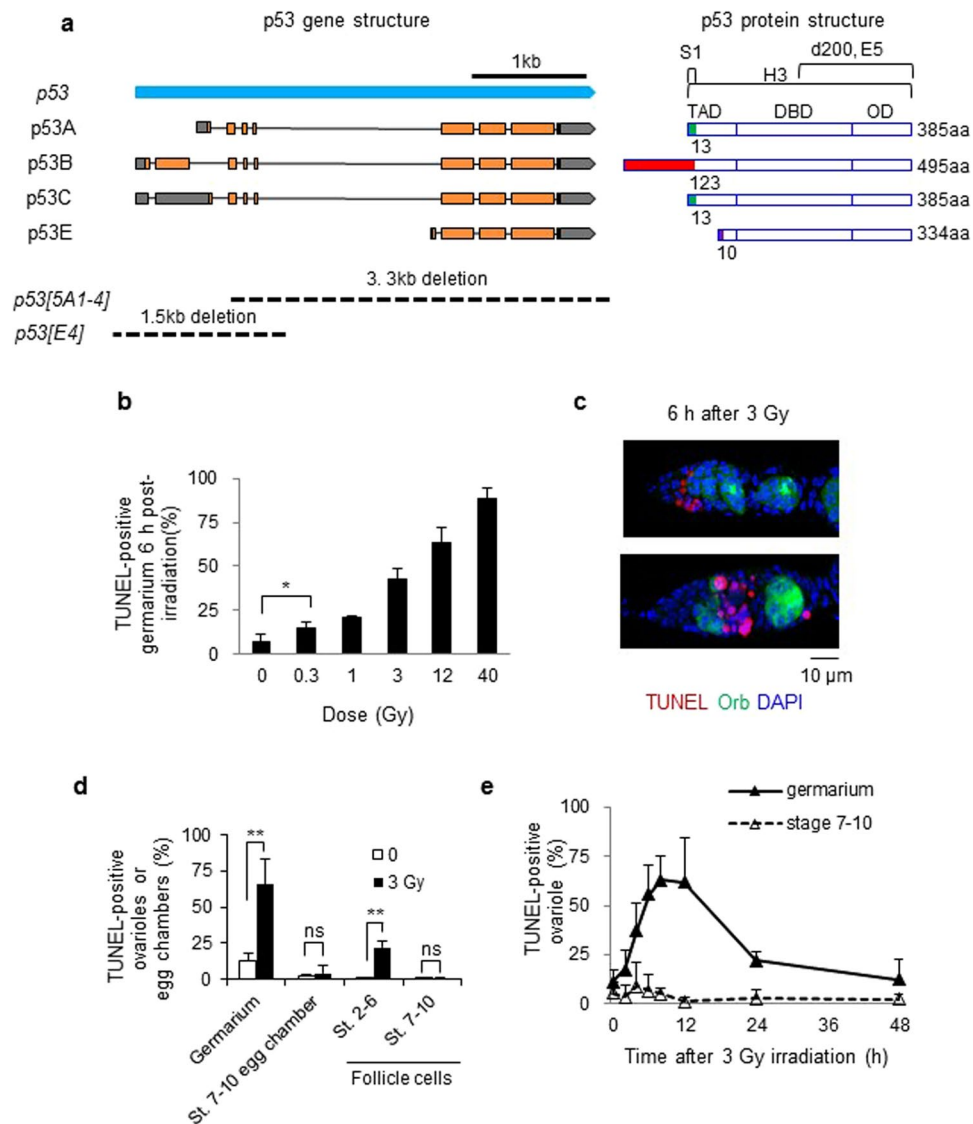 a
p53 gene structure
p53 protein structure
1kb
S1
d200, E5
H3
p53
TAD DBD OD
p53A
385aa
13
p53B
495aa
123
p53C
385aa
13
p53E
334aa
10
p53[5A1-4]
3. 3kb deletion
p53[E4]
1.5kb deletion
b
TUNEL-positive
germarium 6 h post-
irradiation(%)
100
75
50
25
0
*
0 0.3 1 3 12 40
Dose (Gy)
c
6 h after 3 Gy
10 µm
TUNEL Orb DAPI
d
TUNEL-positive
ovarioles or
egg chambers (%)
100
75
50
25
0
**
ns
**
ns
0
3 Gy
Germarium
St. 7-10 egg chamber
St. 2-6
St. 7-10
Follicle cells
e
germarium
stage 7-10
TUNEL-positive
ovariole (%)
100
75
50
25
0
0 12 24 36 48
Time after 3 Gy irradiation (h)